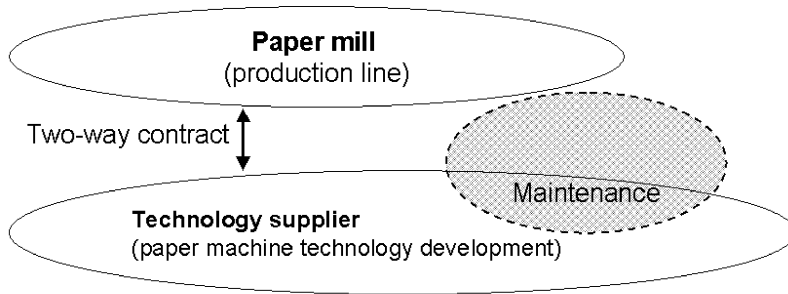 Paper mill
(production line)
Two-way contract
Maintenance
Technology supplier
(paper machine technology development)